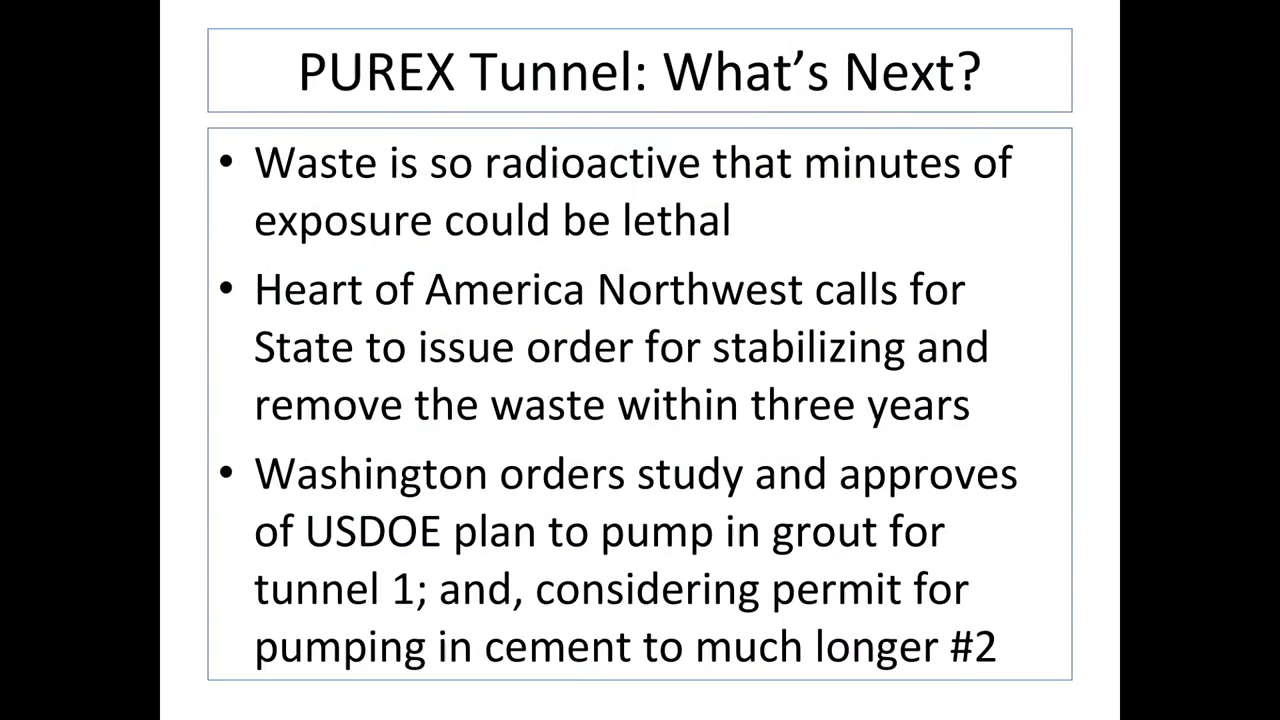 PUREX Tunnel: What’s Next?
• Waste is so radioactive that minutes of
exposure could be lethal
• Heart of America Northwest calls for
State to issue order for stabilizing and
remove the waste within three years
• Washington orders study and approves
of USDOE plan to pump in grout for
tunnel 1; and, considering permit for
pumping in cement to much longer #2